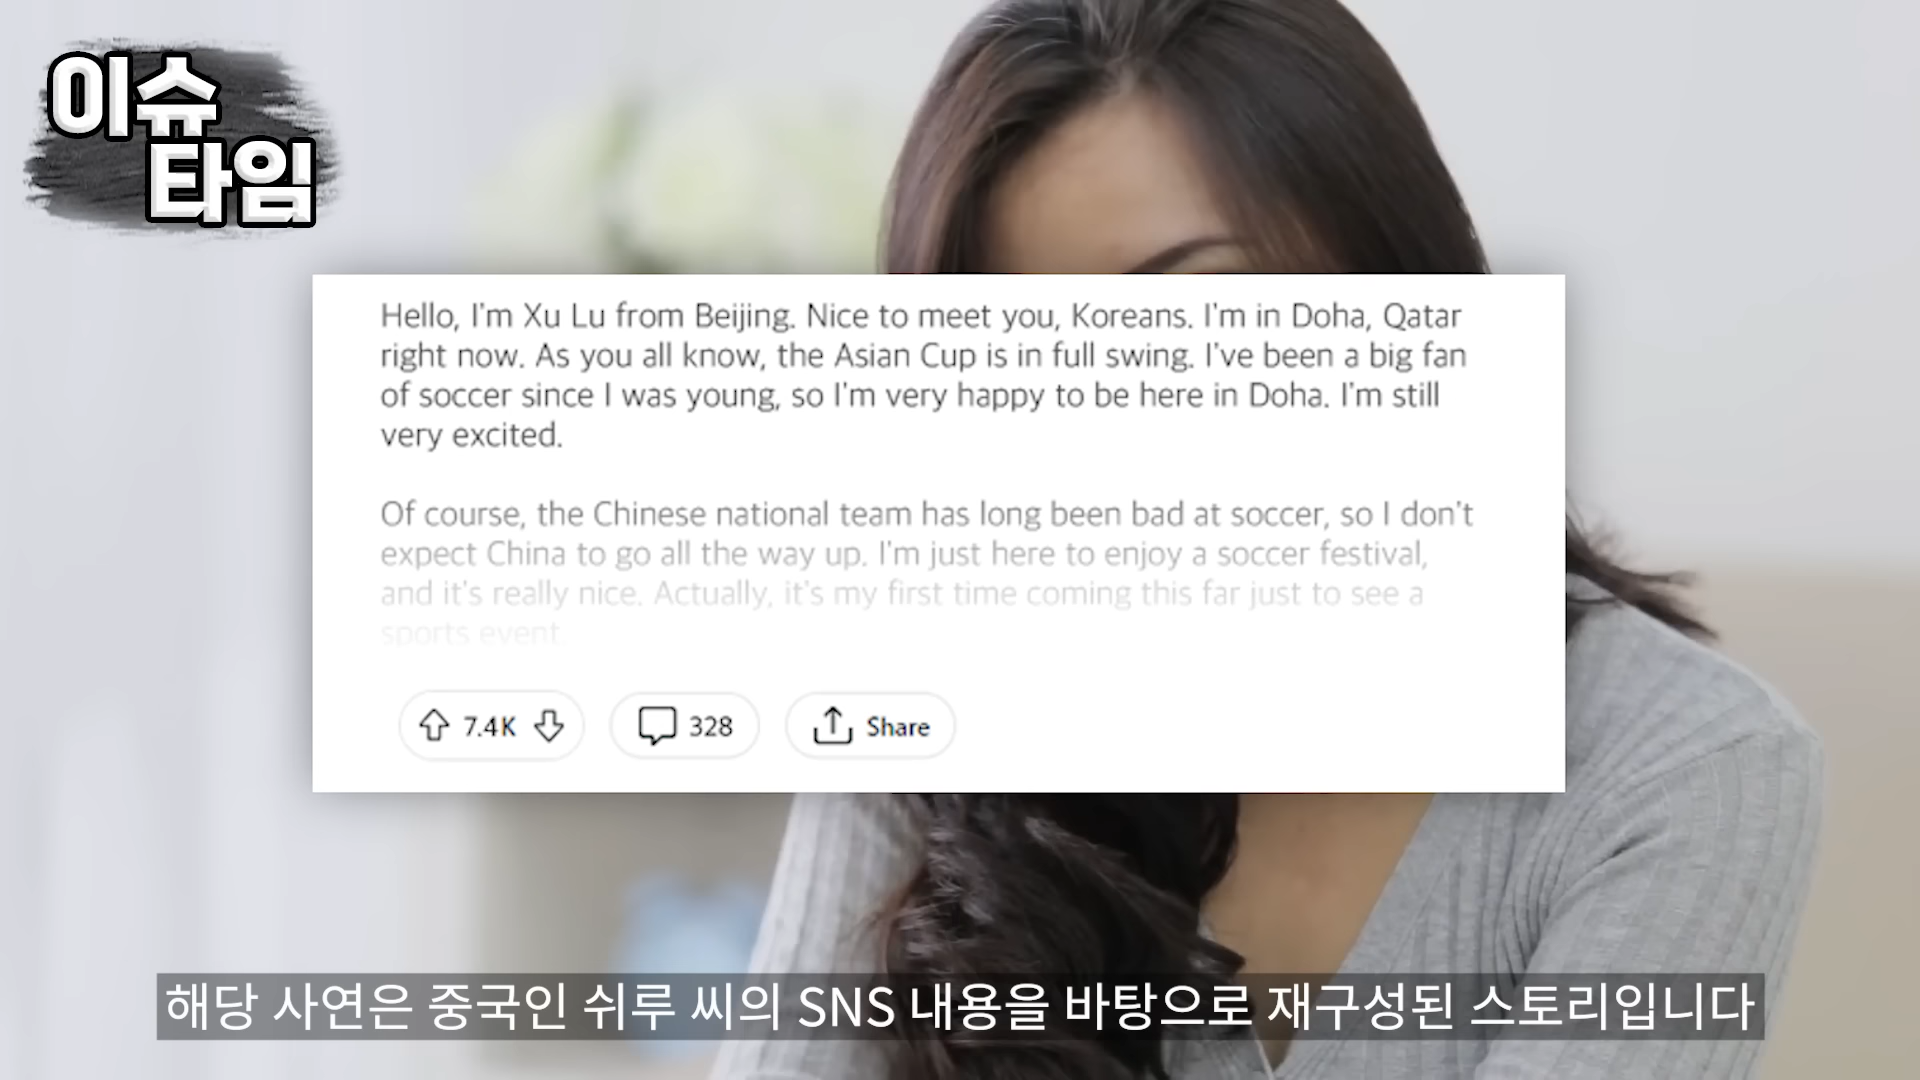 이슈
타임
Hello, I'm Xu Lu from Beijing. Nice to meet you, Koreans. I'm in Doha, Qatar
right now. As you all know, the Asian Cup is in full swing. I've been a big fan
of soccer since I was young, so I'm very happy to be here in Doha. I'm still
very excited.
Of course, the Chinese national team has long been bad at soccer, so I don't
expect China to go all the way up. I'm just here to enjoy a soccer festival,
and it's really nice. Actually, it's my first time coming this far just to see a
sports event.
7.4K
328
Share
해당 사연은 중국인 쉬루 씨의 SNS 내용을 바탕으로 재구성된 스토리입니다